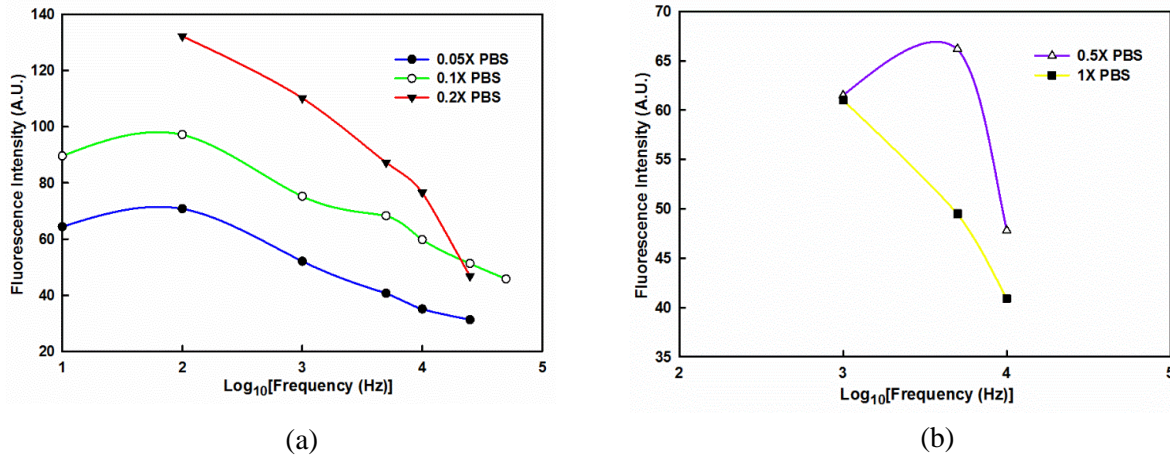 140
120
100
80
60
40
20
Fluorescence Intensity (A.U.)
0.05X PBS
0.1X PBS
0.2X PBS
1 2 3 4 5
Log₁₀[Frequency (Hz)]
(a)
70
65
60
55
50
45
40
35
Fluorescence Intensity (A.U.)
0.5X PBS
1X PBS
2 3 4 5
Log₁₀[Frequency (Hz)]
(b)